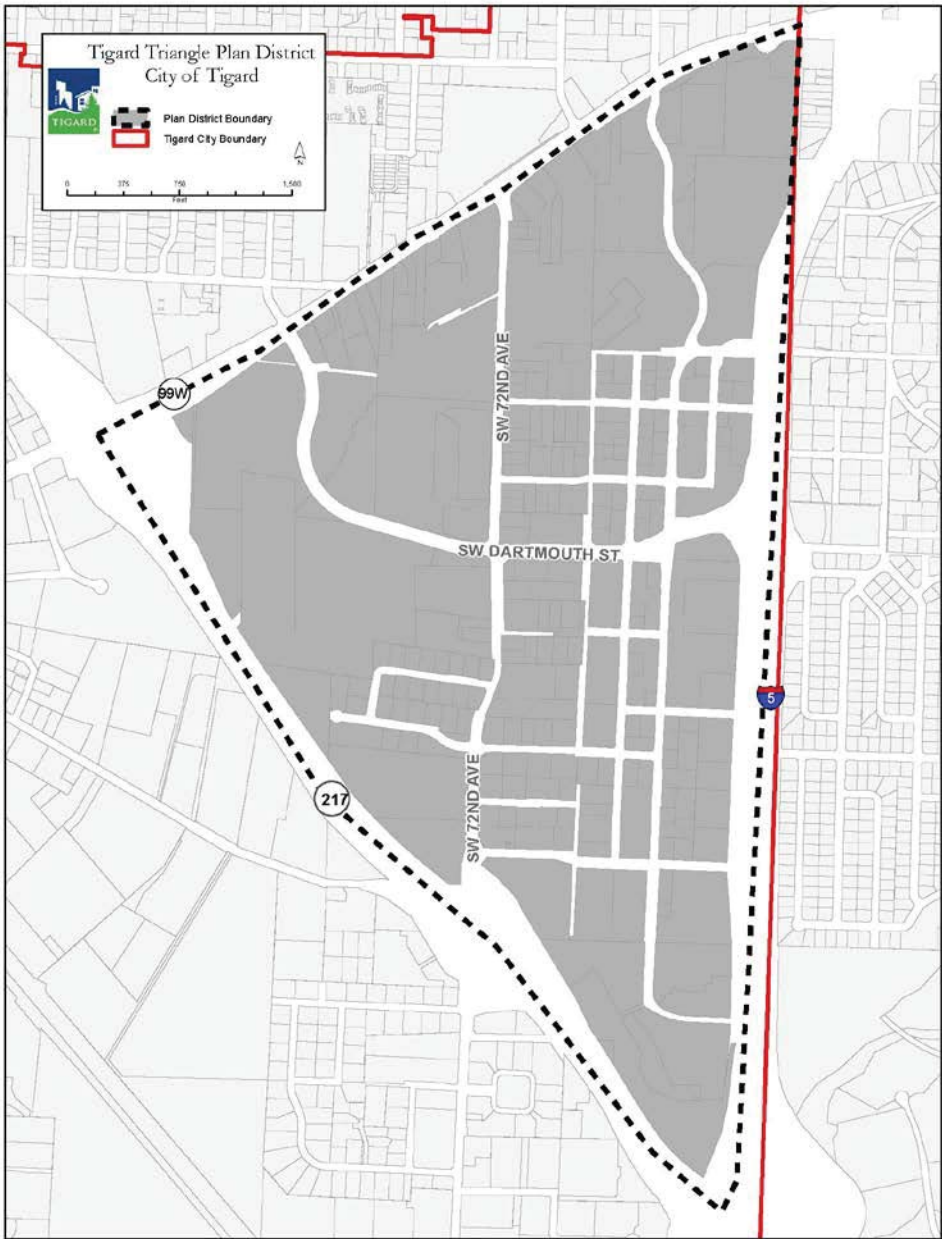 Tigard Triangle Plan District
City of Tigard
TIGARD
Plan District Boundary
Tigard City Boundary
N
0 375 750 1,500
Feet
99W
SW 72ND AVE
SW DARTMOUTH ST
5
217
SW 72ND AVE